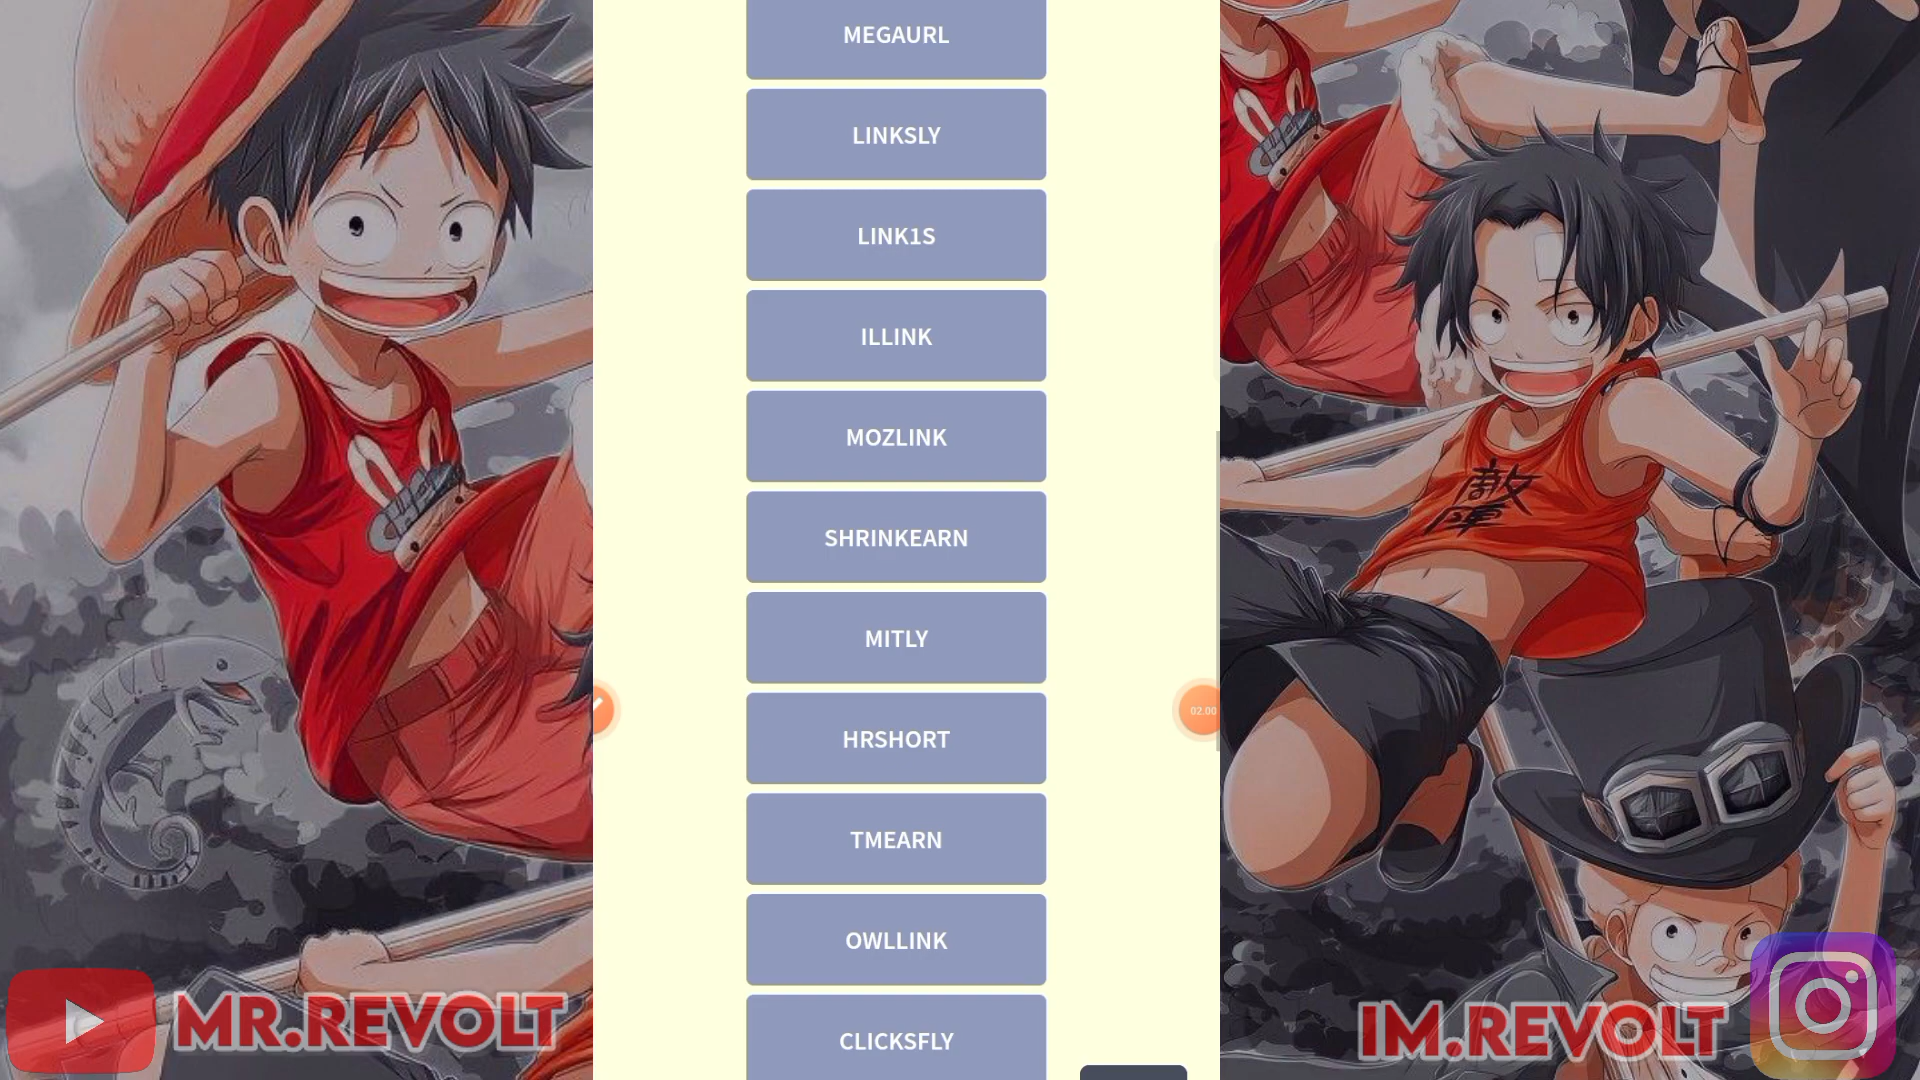 MEGAURL
LINKSLY
LINK1S
ILLINK
MOZLINK
SHRINKEARN
MITLY
HRSHORT
02.00
TMEARN
OWLLINK
CLICKSFLY
MR.REVOLT
IM.REVOLT